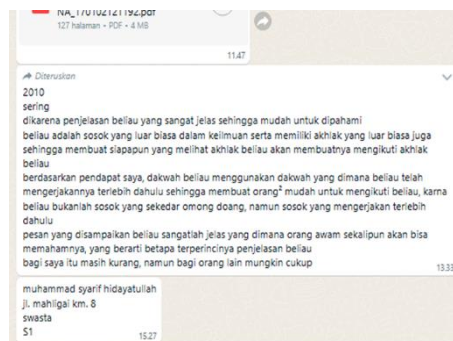 NA_170102121192.pdf
127 halaman • PDF • 4 MB
11.47
Diteruskan
2010
sering
dikarena penjelasan beliau yang sangat jelas sehingga mudah untuk dipahami
beliau adalah sosok yang luar biasa dalam keilmuan serta memiliki akhlak yang luar biasa juga
sehingga membuat siapapun yang melihat akhlak beliau akan membuatnya mengikuti akhlak
beliau
berdasarkan pendapat saya, dakwah beliau menggunakan dakwah yang dimana beliau telah
mengerjakannya terlebih dahulu sehingga membuat orang² mudah untuk mengikuti beliau, karna
beliau bukanlah sosok yang sekedar omong doang, namun sosok yang mengerjakan terlebih
dahulu
pesan yang disampaikan beliau sangatlah jelas yang dimana orang awam sekalipun akan bisa
memahamnya, yang berarti betapa terperincinya penjelasan beliau
bagi saya itu masih kurang, namun bagi orang lain mungkin cukup
13.33
muhammad syarif hidayatullah
jl. mahligai km. 8
swasta
S1
15.27